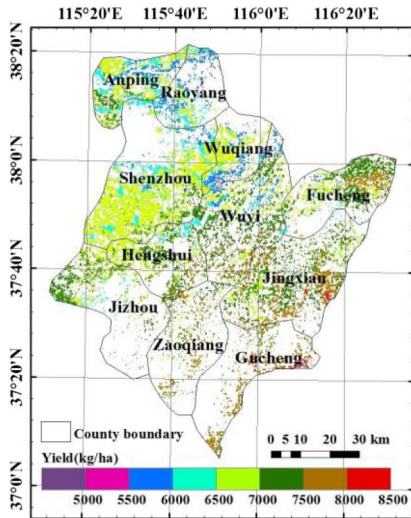 115°20'E 115°40'E 116°0'E 116°20'E
38°20'N
Anping
Raoyang
Wuqiang
38°0'N
Shenzhou
Fucheng
Wuyi
Hengshui
37°40'N
Jingxian
Jizhou
Zaoqiang
Gucheng
37°20'N
County boundary
0 5 10 20 30 km
Yield(kg/ha)
37°0'N
5000 6000 7000 8000
5500 6500 7500 8500